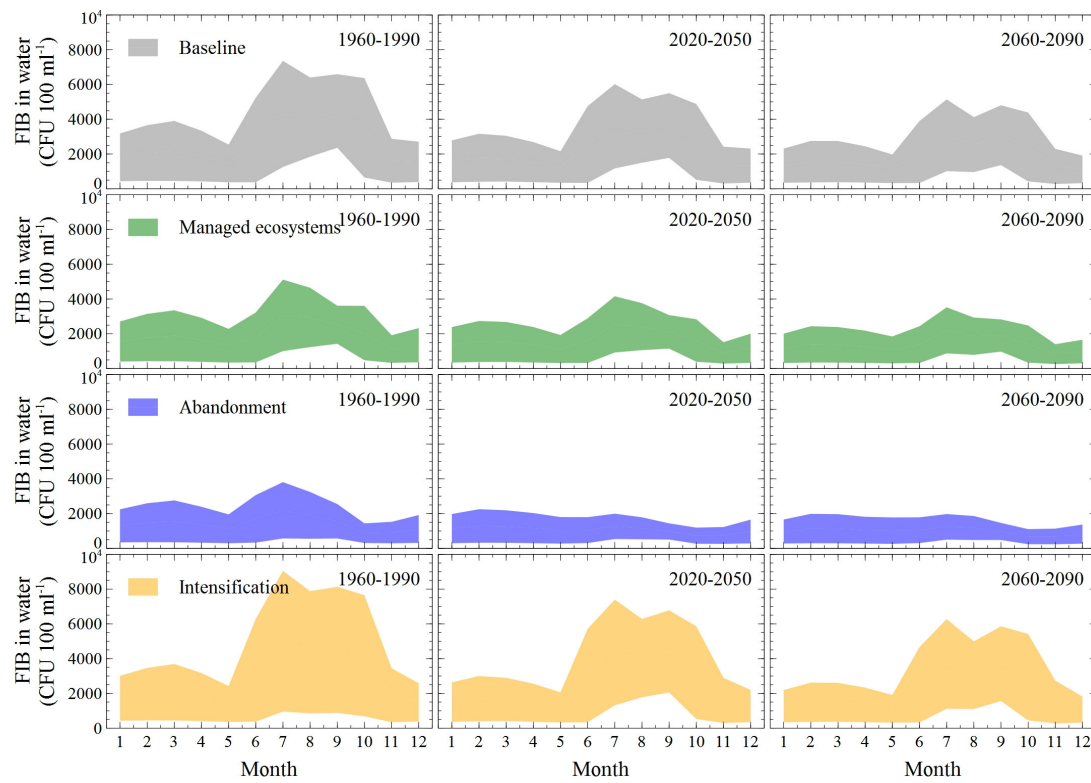 FIB in water
(CFU 100 ml⁻¹)
10⁴
8000
6000
4000
2000
0
Baseline
1960-1990
2020-2050
2060-2090
FIB in water
(CFU 100 ml⁻¹)
10⁴
8000
6000
4000
2000
0
Managed ecosystems
1960-1990
2020-2050
2060-2090
FIB in water
(CFU 100 ml⁻¹)
10⁴
8000
6000
4000
2000
0
Abandonment
1960-1990
2020-2050
2060-2090
FIB in water
(CFU 100 ml⁻¹)
10⁴
8000
6000
4000
2000
0
Intensification
1960-1990
2020-2050
2060-2090
1 2 3 4 5 6 7 8 9 10 11 12
1 2 3 4 5 6 7 8 9 10 11 12
1 2 3 4 5 6 7 8 9 10 11 12
Month
Month
Month